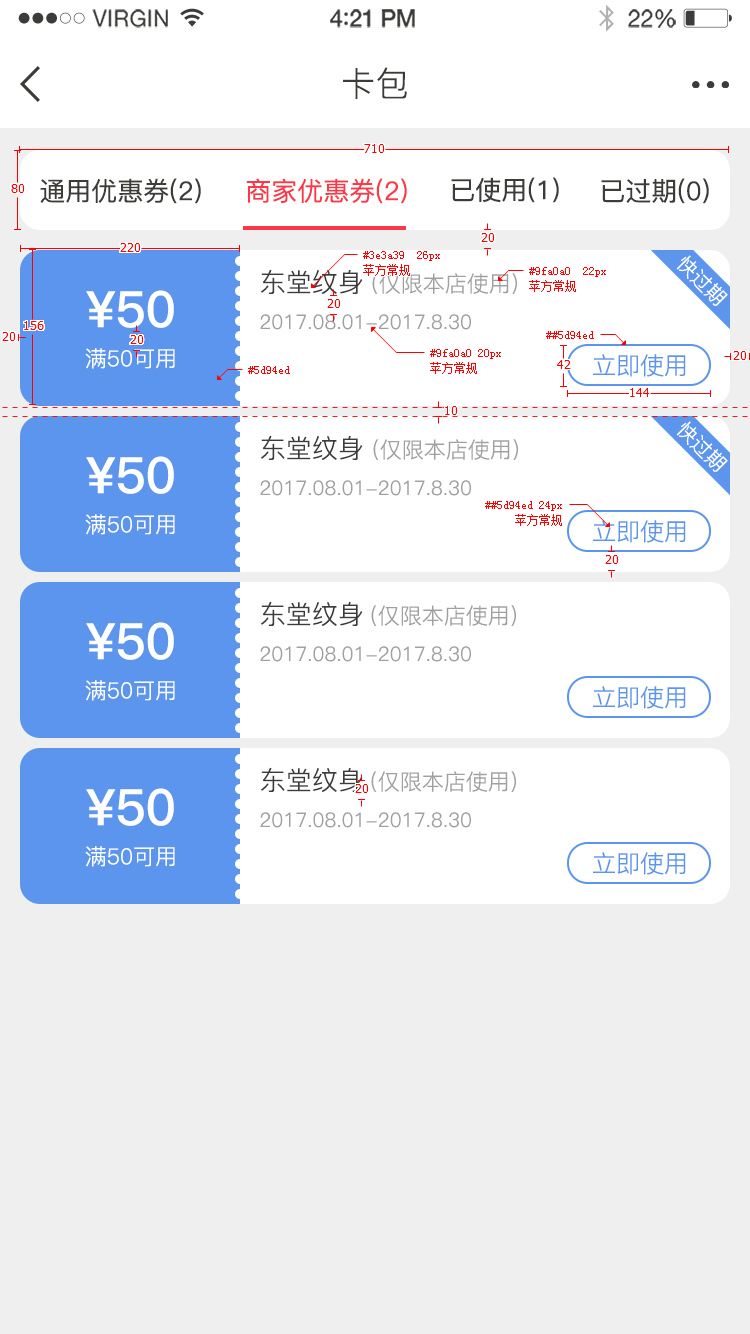 ●●●○○ VIRGIN 4:21 PM 22%
卡包
710
80
通用优惠券(2) 商家优惠券(2) 已使用(1) 已过期(0)
20
220
#3e3a39 26px
苹方常规
#9fa0a0 22px
苹方常规
快过期
¥50
东堂纹身 (仅限本店使用)
20
156
20
20
2017.08.01-2017.8.30
满50可用
#9fa0a0 20px
苹方常规
##5d94ed
42
立即使用
20
#5d94ed
144
10
快过期
¥50
东堂纹身 (仅限本店使用)
2017.08.01-2017.8.30
满50可用
##5d94ed 24px
苹方常规
立即使用
20
¥50
东堂纹身 (仅限本店使用)
2017.08.01-2017.8.30
满50可用
立即使用
¥50
东堂纹身 (仅限本店使用)
20
2017.08.01-2017.8.30
满50可用
立即使用